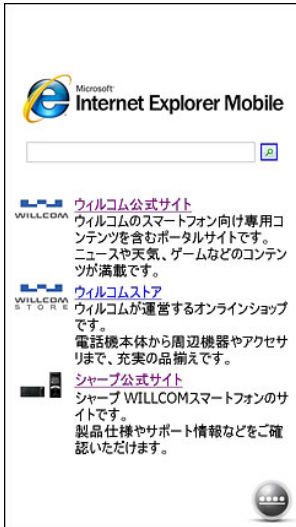 Microsoft
Internet Explorer Mobile
WILLCOM
ウィルコム公式サイト
ウィルコムのスマートフォン向け専用コ
ンテンツを含むポータルサイトです。
ニュースや天気、ゲームなどのコンテン
ツが満載です。
WILLCOM
STORE
ウィルコムストア
ウィルコムが運営するオンラインショップ
です。
電話機本体から周辺機器やアクセサ
リまで、充実の品揃えです。
シャープ公式サイト
シャープ WILLCOMスマートフォンのサ
イトです。
製品仕様やサポート情報などをご確
認いただけます。